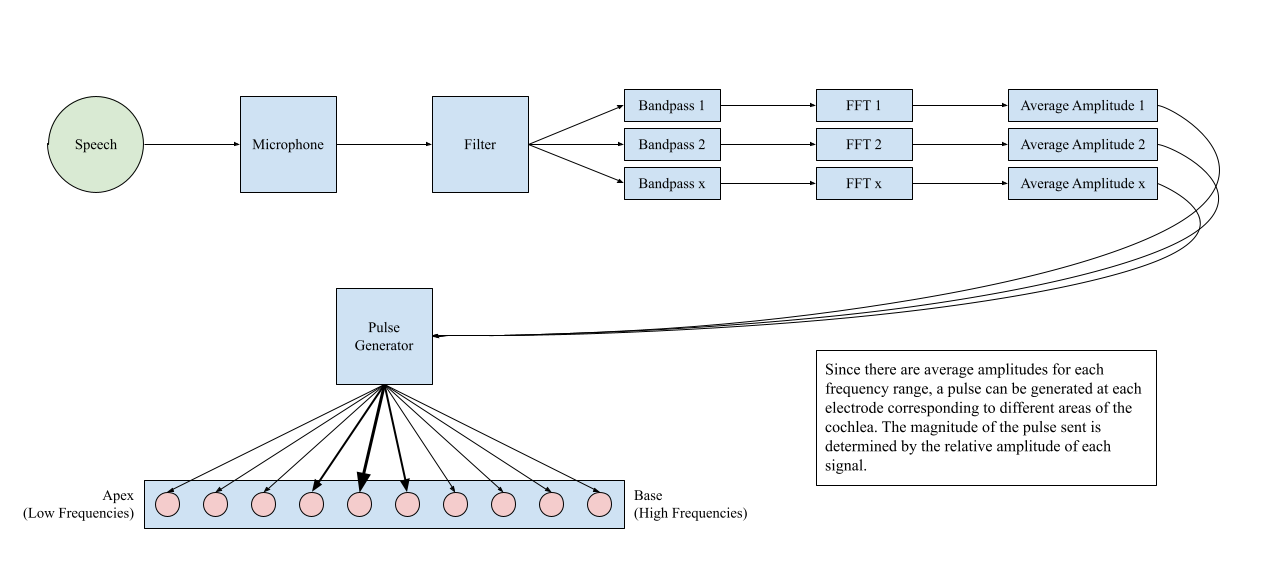 Speech
Microphone
Filter
Bandpass 1
FFT 1
Average Amplitude 1
Bandpass 2
FFT 2
Average Amplitude 2
Bandpass x
FFT x
Average Amplitude x
Pulse
Generator
Since there are average amplitudes for each
frequency range, a pulse can be generated at each
electrode corresponding to different areas of the
cochlea. The magnitude of the pulse sent is
determined by the relative amplitude of each
signal.
Apex
(Low Frequencies)
Base
(High Frequencies)